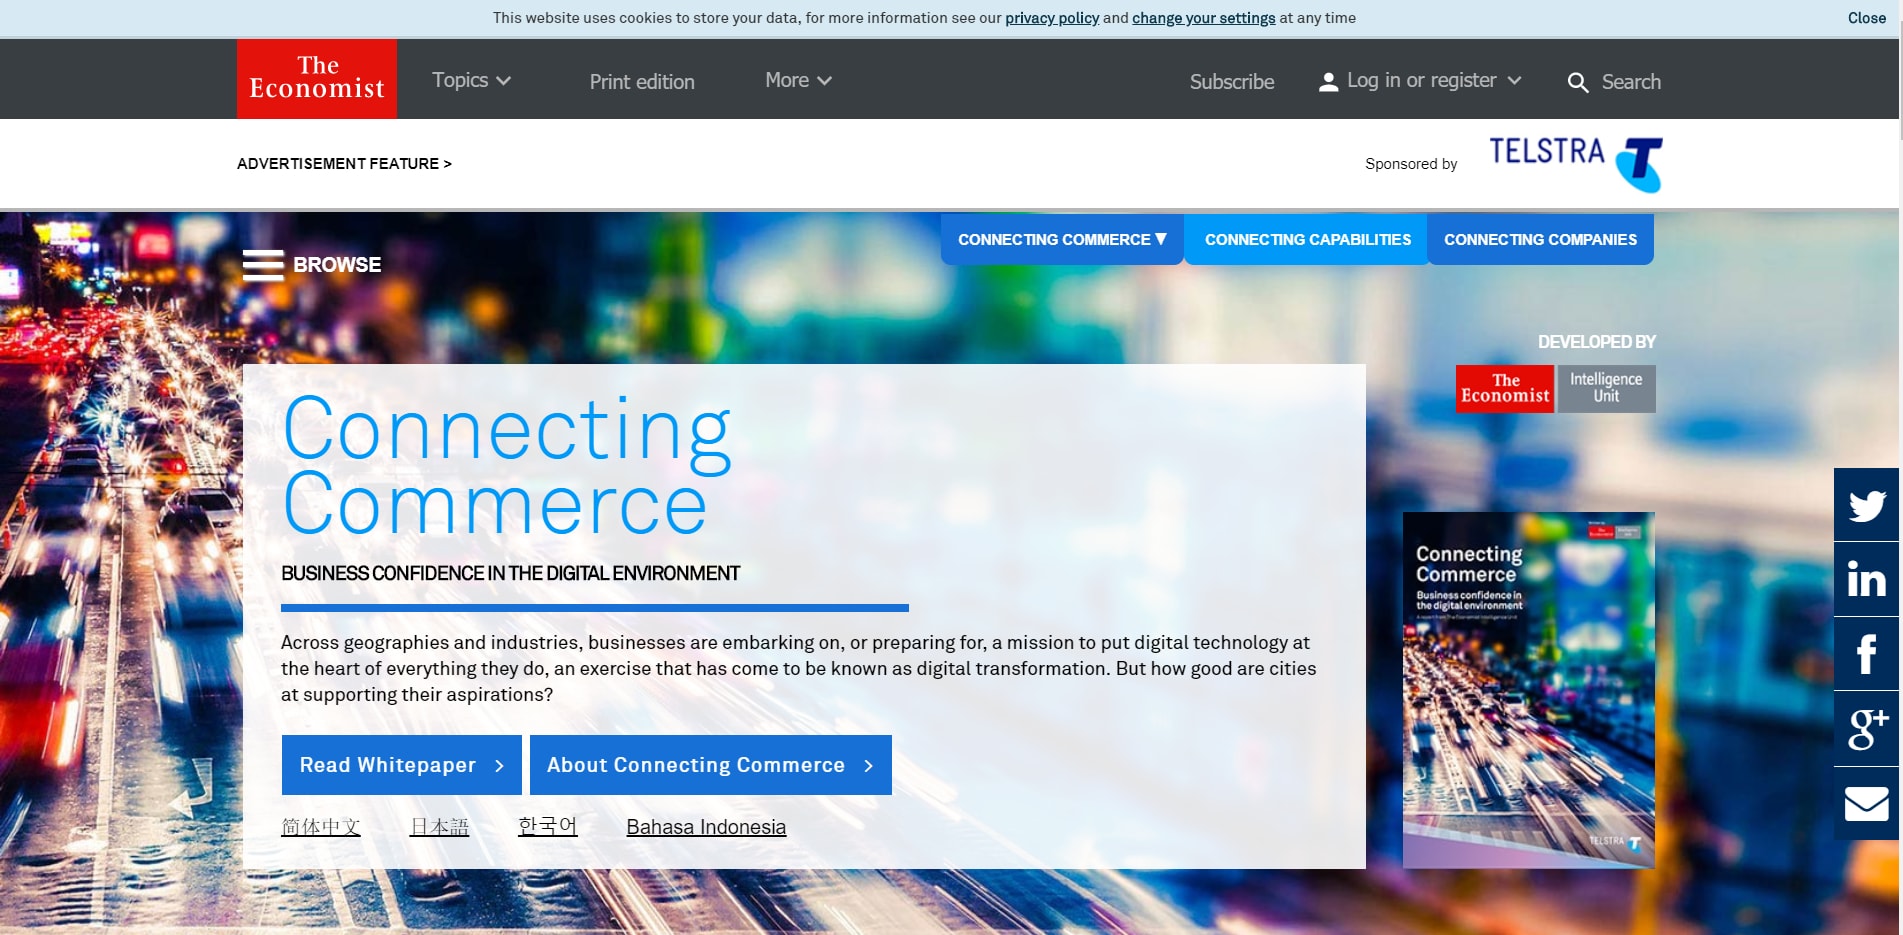 This website uses cookies to store your data, for more information see our privacy policy and change your settings at any time
Close
The
Economist
Topics
Print edition
More
Subscribe
Log in or register
Search
ADVERTISEMENT FEATURE >
Sponsored by
TELSTRA
BROWSE
CONNECTING COMMERCE ▼
CONNECTING CAPABILITIES
CONNECTING COMPANIES
DEVELOPED BY
The
Economist
Intelligence
Unit
Connecting
Commerce
BUSINESS CONFIDENCE IN THE DIGITAL ENVIRONMENT
Across geographies and industries, businesses are embarking on, or preparing for, a mission to put digital technology at
the heart of everything they do, an exercise that has come to be known as digital transformation. But how good are cities
at supporting their aspirations?
Read Whitepaper >
About Connecting Commerce >
简体中文
日本語
한국어
Bahasa Indonesia
Connecting
Commerce
Business confidence in
the digital environment
A report from The Economist Intelligence Unit
TELSTRA